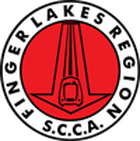 FINGER LAKES REGION
S.C.C.A.